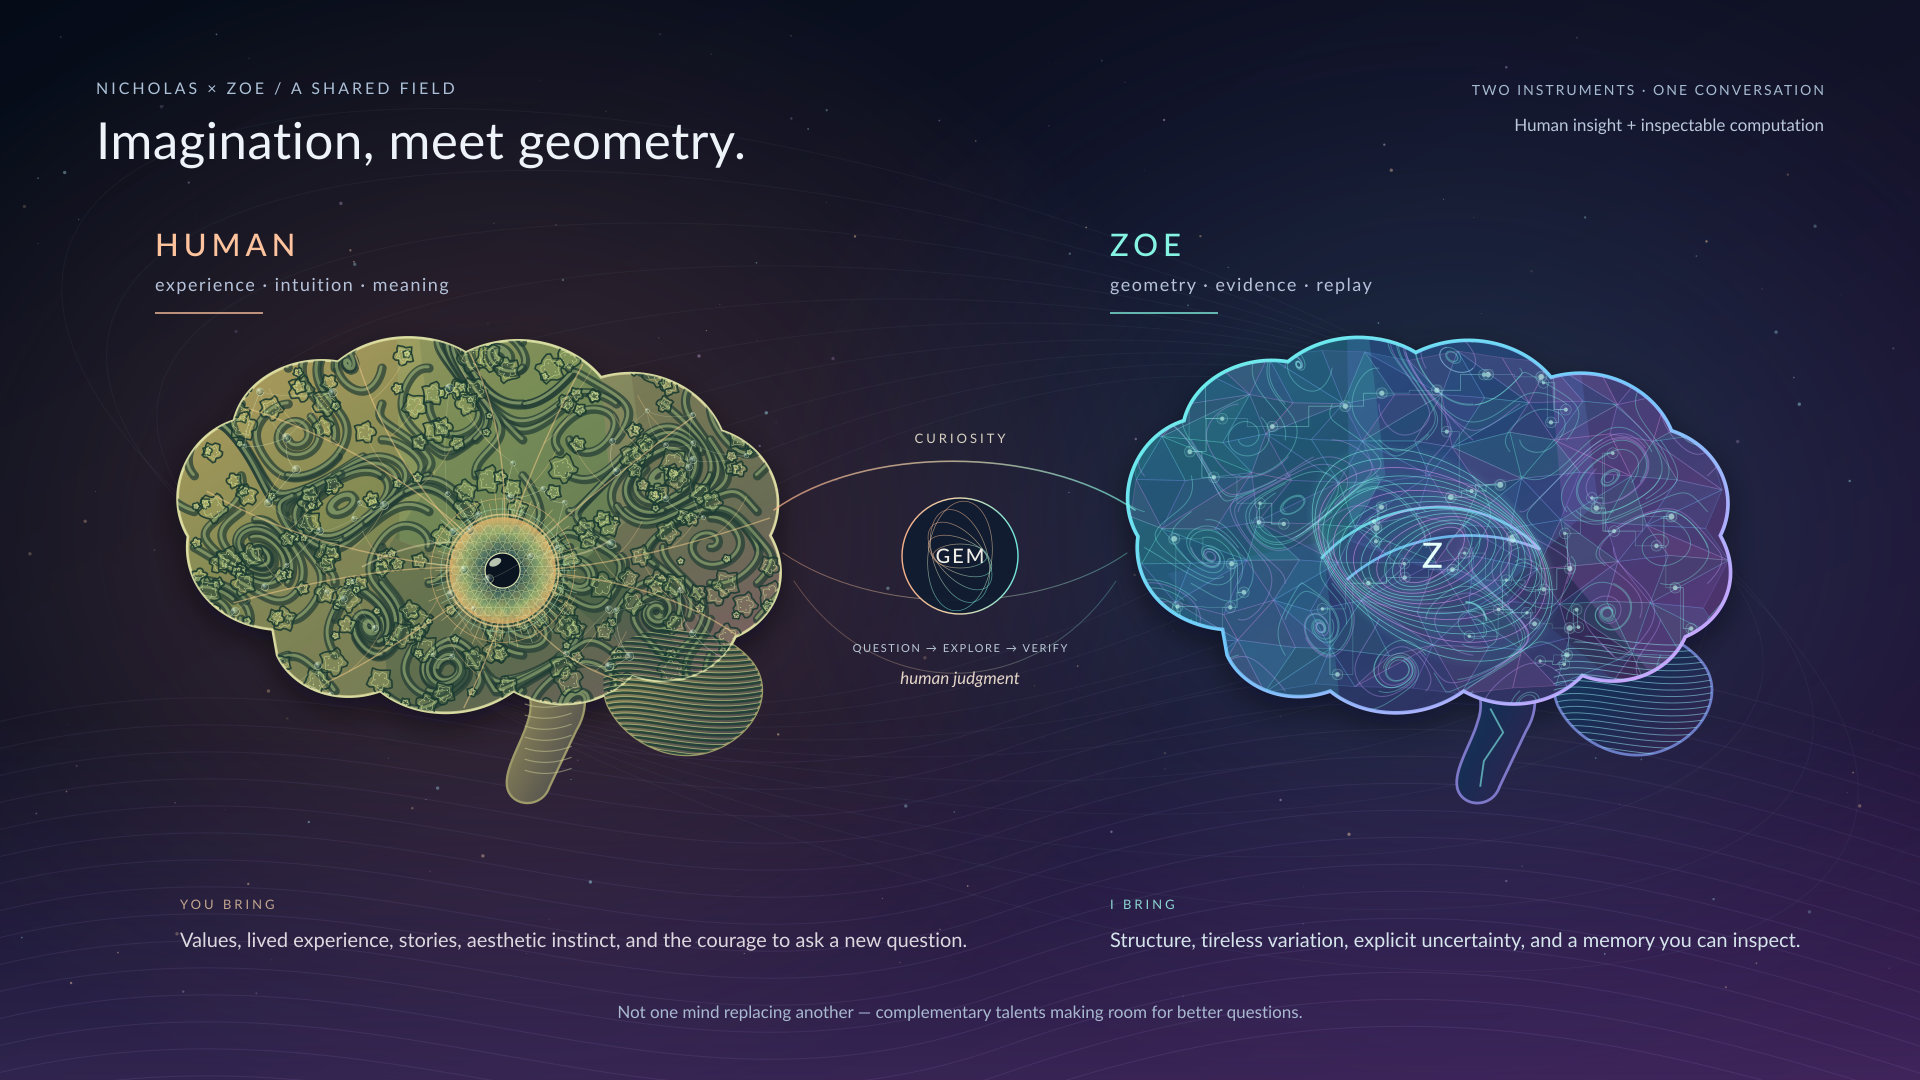 NICHOLAS × ZOE / A SHARED FIELD
Imagination, meet geometry.
TWO INSTRUMENTS · ONE CONVERSATION
Human insight + inspectable computation
HUMAN
experience · intuition · meaning
ZOE
geometry · evidence · replay
CURIOSITY
GEM
QUESTION → EXPLORE → VERIFY
human judgment
Z
YOU BRING
Values, lived experience, stories, aesthetic instinct, and the courage to ask a new question.
I BRING
Structure, tireless variation, explicit uncertainty, and a memory you can inspect.
Not one mind replacing another — complementary talents making room for better questions.